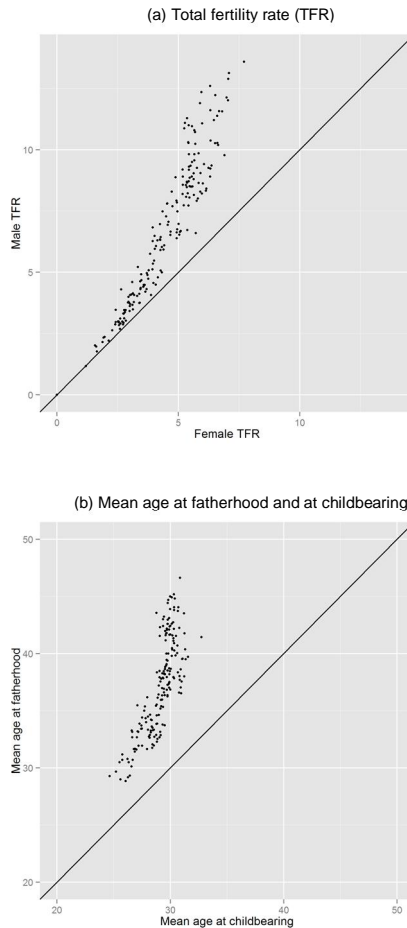 (a) Total fertility rate (TFR)
10
5
0
Male TFR
0 5 10
Female TFR
(b) Mean age at fatherhood and at childbearing
50
40
30
20
Mean age at fatherhood
20 30 40 50
Mean age at childbearing